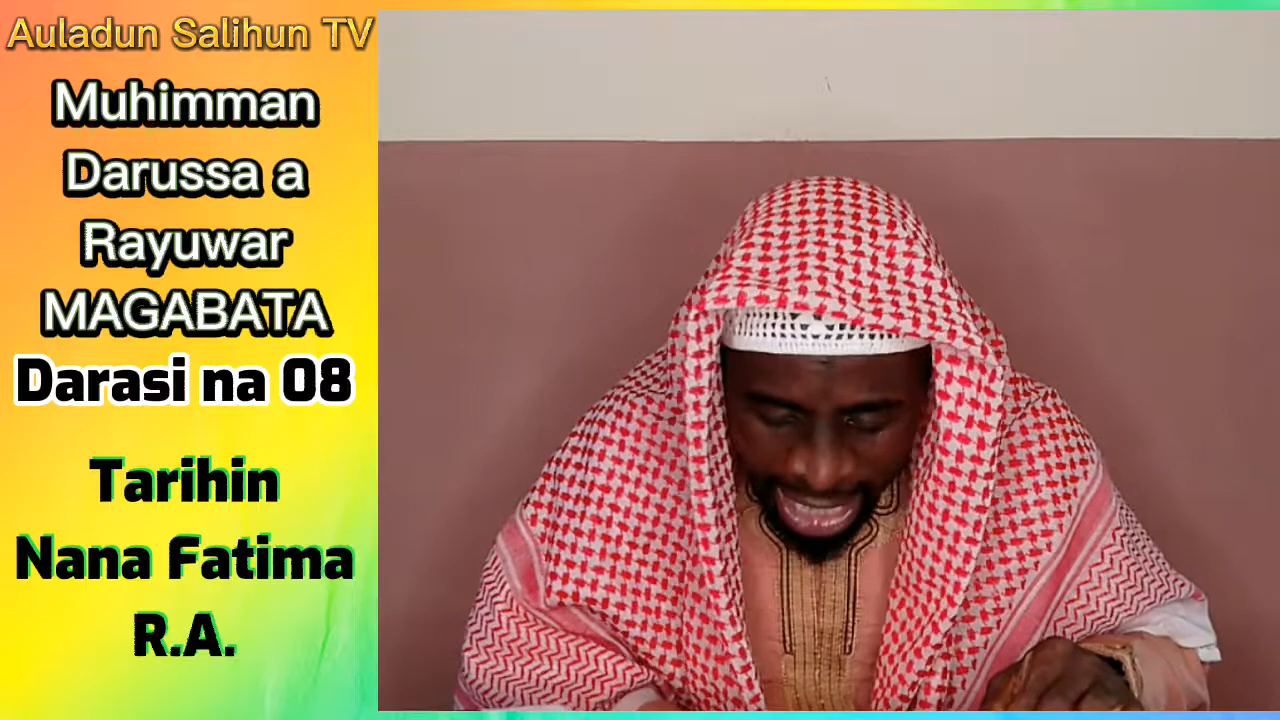 Auladun Salihun TV
Muhimman
Darussa a
Rayuwar
MAGABATA
Darasi na 08
Tarihin
Nana Fatima
R.A.